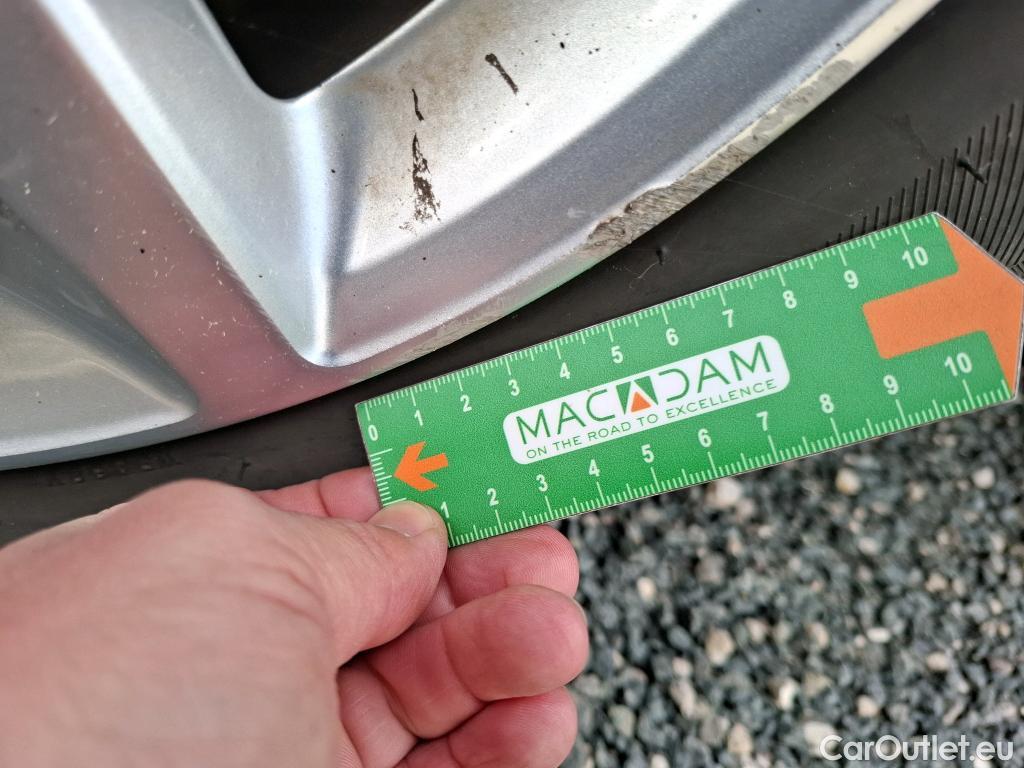 0 1 2 3 4 5 6 7 8 9 10
MACADAM
ON THE ROAD TO EXCELLENCE
1 2 3 4 5 6 7 8 9 10
CarOutlet.eu